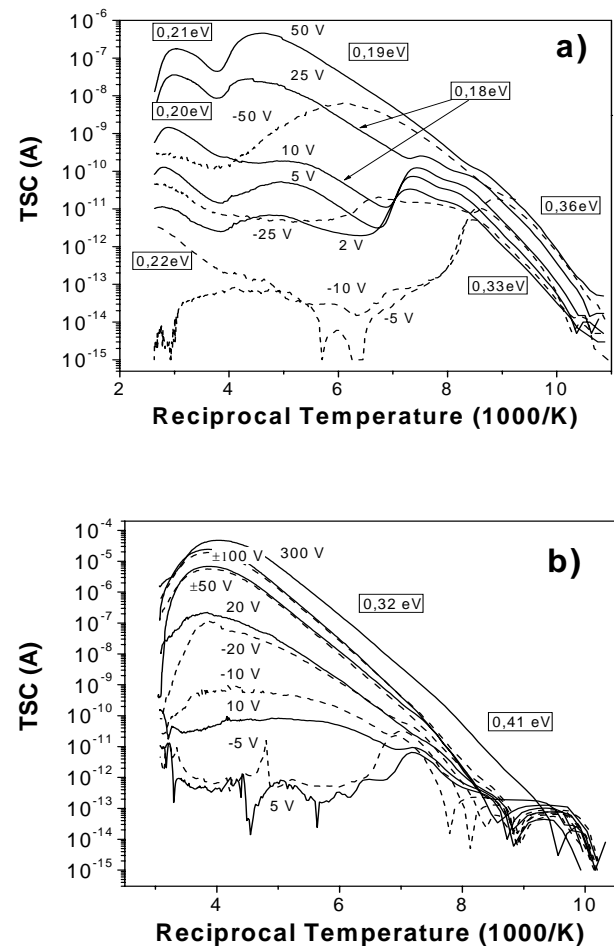 a)
0,21eV
50 V
0,19eV
25 V
0,18eV
0,20eV
-50 V
10 V
5 V
-25 V
2 V
0,36eV
0,22eV
-10 V
-5 V
0,33eV
10⁻⁶
10⁻⁷
10⁻⁸
10⁻⁹
10⁻¹⁰
10⁻¹¹
10⁻¹²
10⁻¹³
10⁻¹⁴
10⁻¹⁵
TSC (A)
2 4 6 8 10
Reciprocal Temperature (1000/K)
b)
±100 V
300 V
±50 V
0,32 eV
20 V
-20 V
-10 V
0,41 eV
10 V
-5 V
5 V
10⁻⁴
10⁻⁵
10⁻⁶
10⁻⁷
10⁻⁸
10⁻⁹
10⁻¹⁰
10⁻¹¹
10⁻¹²
10⁻¹³
10⁻¹⁴
10⁻¹⁵
TSC (A)
4 6 8 10
Reciprocal Temperature (1000/K)